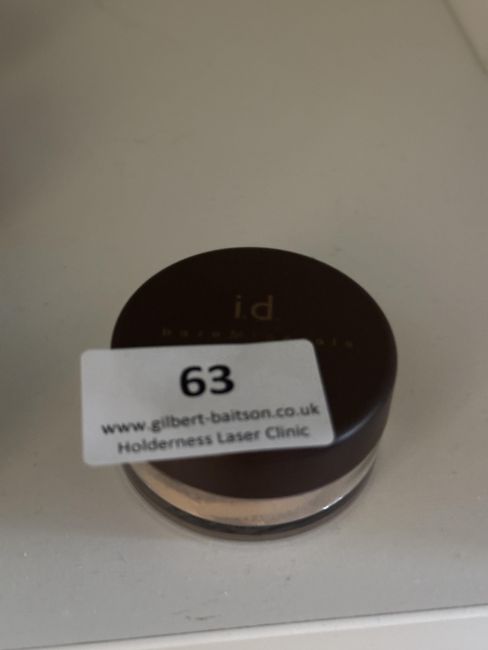 i.d
63
www.gilbert-baitson.co.uk
Holderness Laser Clinic